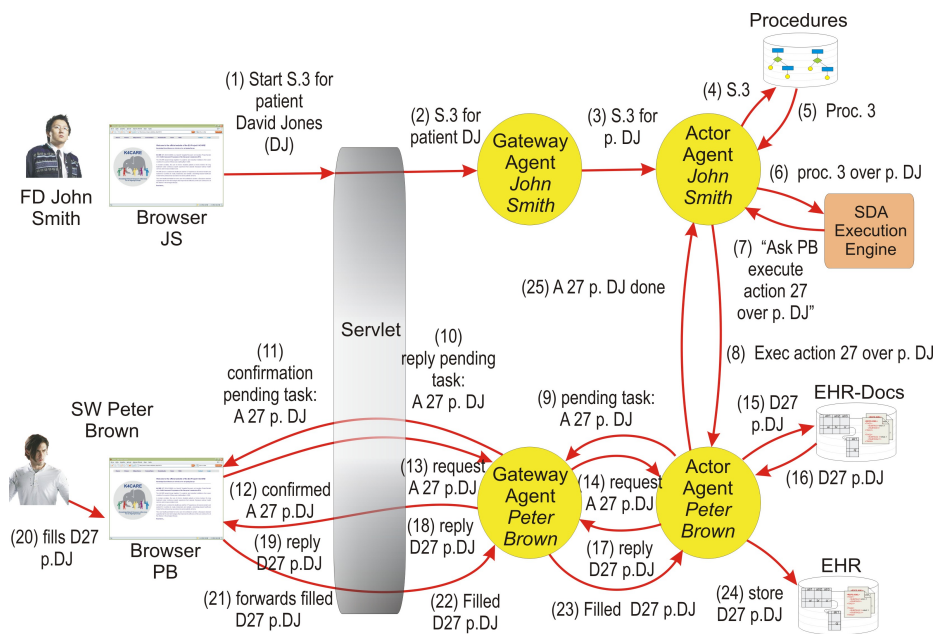 Procedures
(1) Start S.3 for
patient
David Jones
(DJ)
(2) S.3 for
patient DJ
(3) S.3 for
p. DJ
(4) S.3
(5) Proc. 3
Gateway
Agent
John
Smith
Actor
Agent
John
Smith
(6) proc. 3 over p. DJ
K4CARE
FD John
Smith
Browser
JS
SDA
Execution
Engine
(7) “Ask PB
execute
action 27
over p. DJ”
(25) A 27 p. DJ done
Servlet
(8) Exec action 27 over p. DJ
(11)
confirmation
pending task:
A 27 p. DJ
(10)
reply pending
task:
A 27 p. DJ
(9) pending task:
A 27 p. DJ
EHR-Docs
(15) D27
p.DJ
(16) D27 p.DJ
SW Peter
Brown
K4CARE
(12) confirmed
A 27 p.DJ
(13) request
A 27 p.DJ
Gateway
Agent
Peter
Brown
(14) request
A 27 p.DJ
Actor
Agent
Peter
Brown
(20) fills D27
p.DJ
Browser
PB
(19) reply
D27 p.DJ
(18) reply
D27 p.DJ
(17) reply
D27 p.DJ
(21) forwards filled
D27 p.DJ
(22) Filled
D27 p.DJ
(23) Filled D27 p.DJ
(24) store
D27 p.DJ
EHR